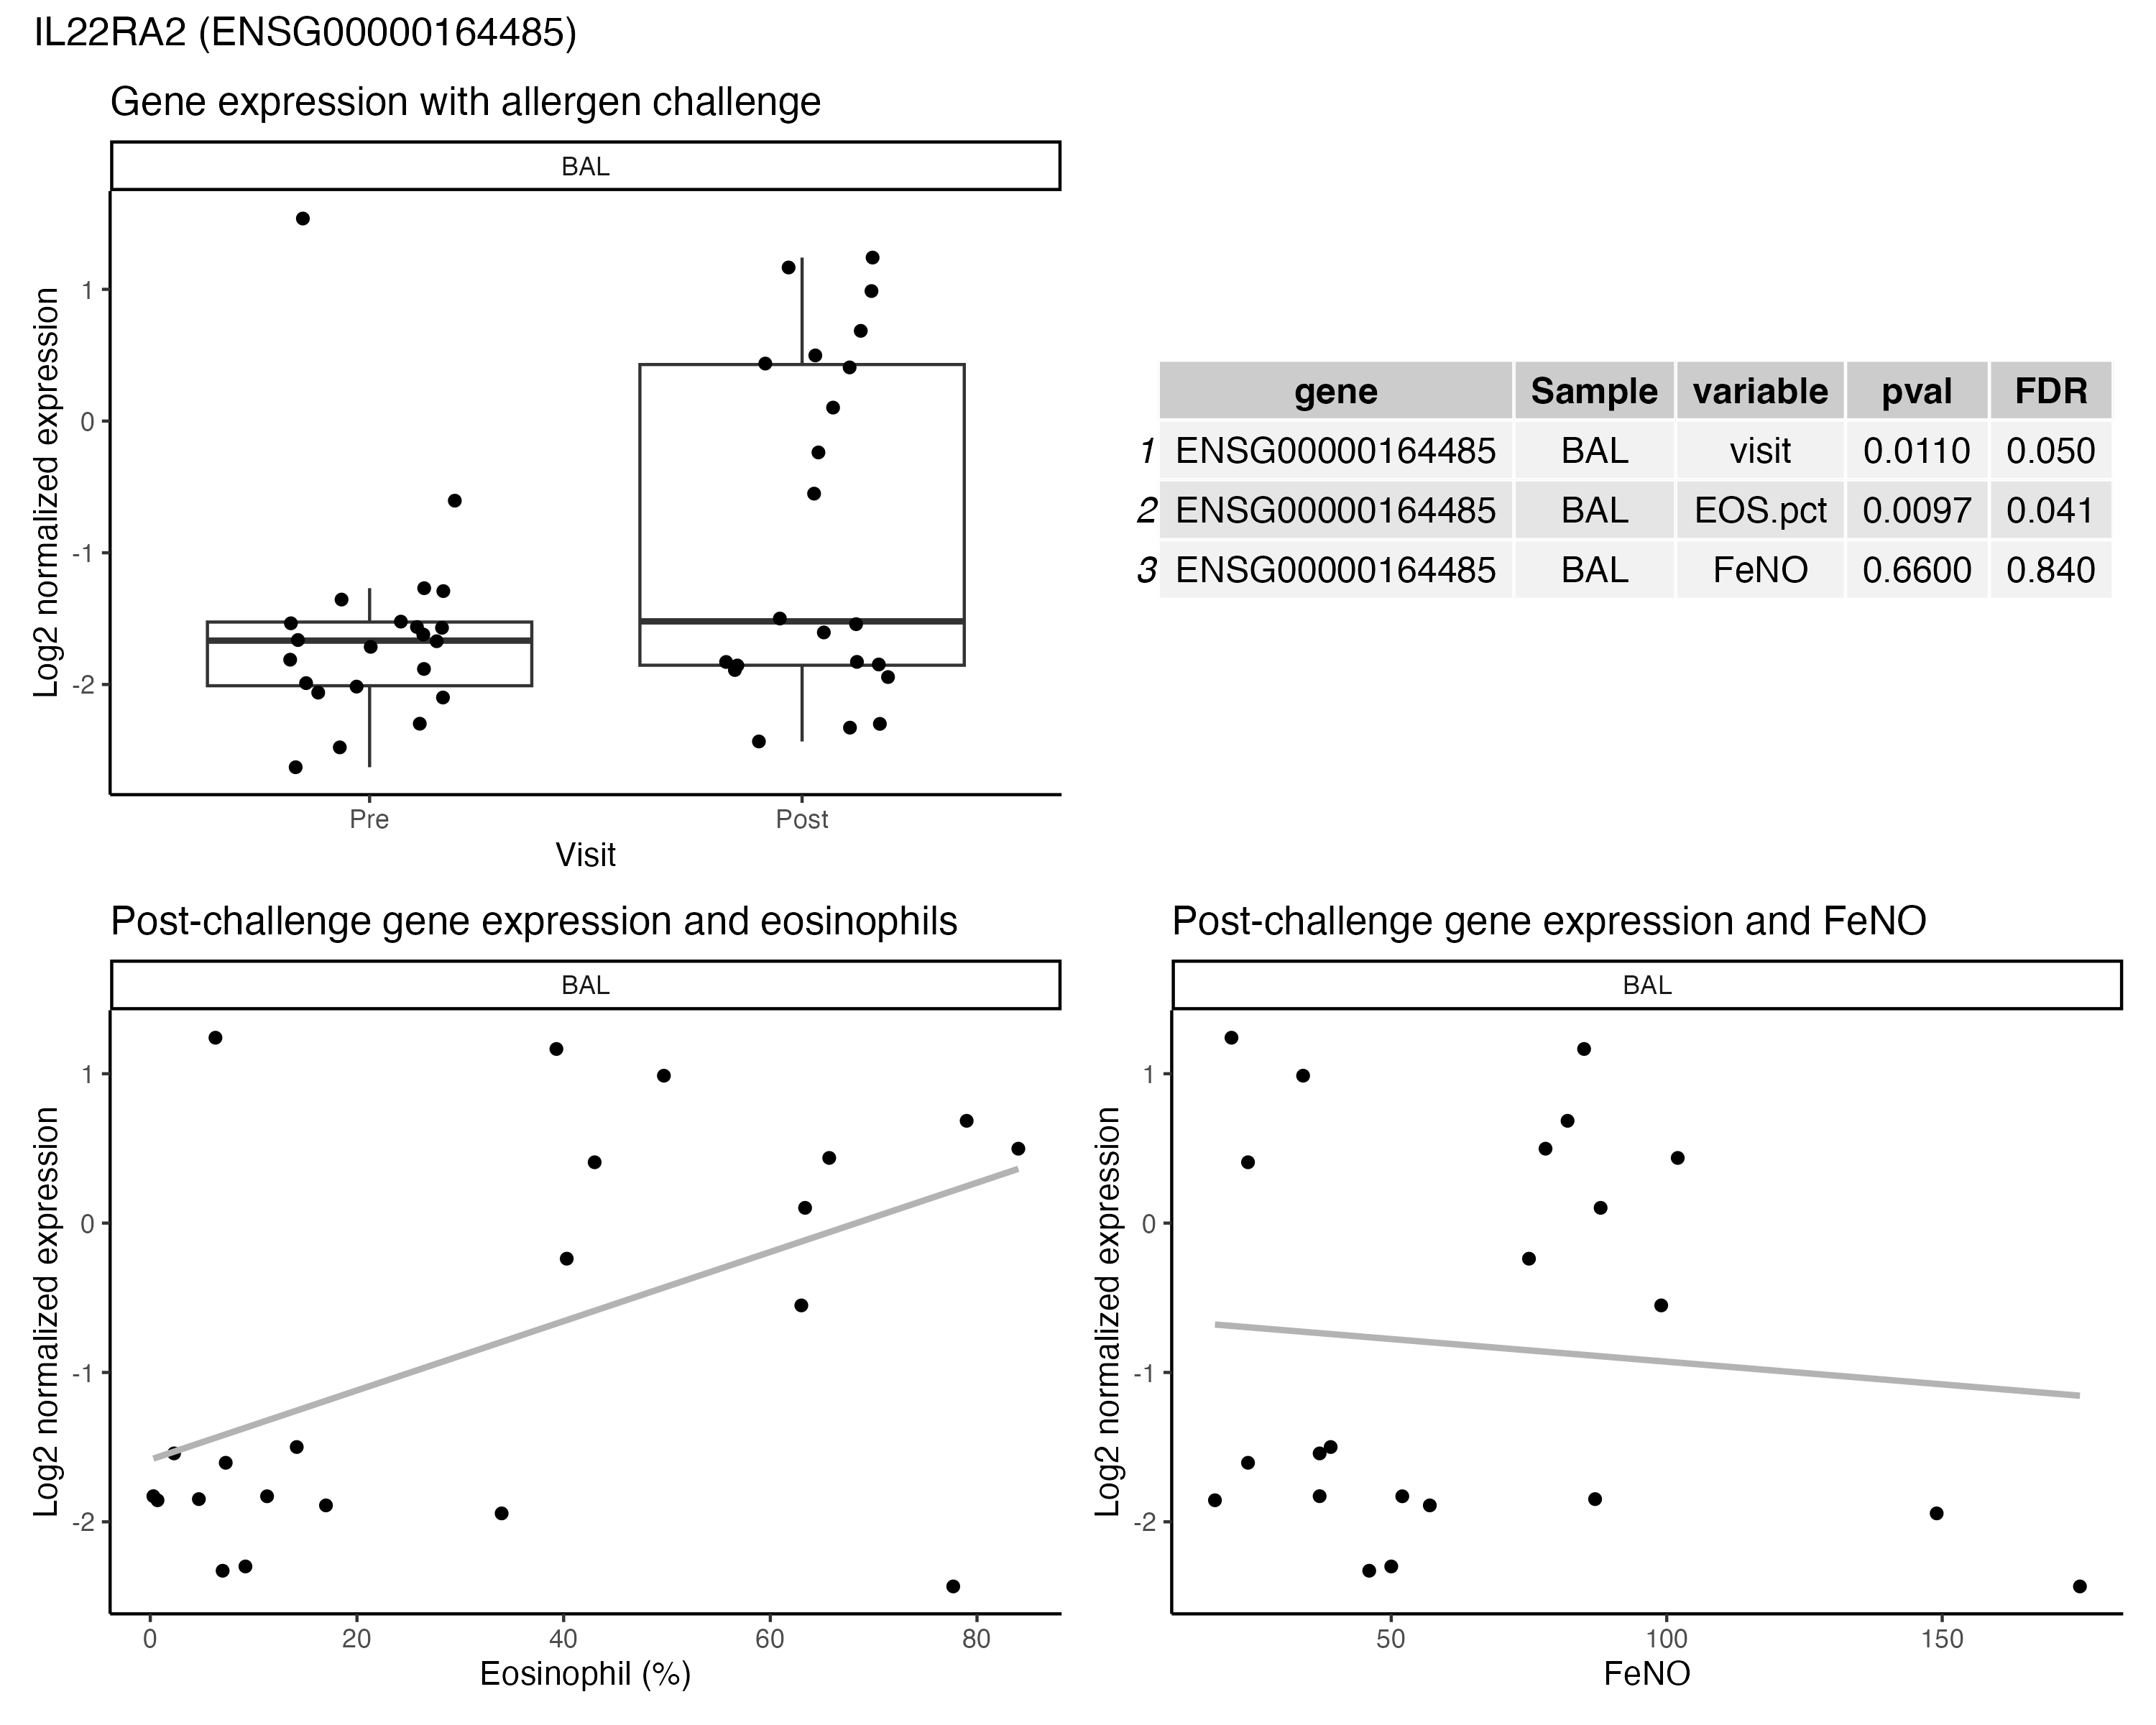 IL22RA2 (ENSG00000164485)
Gene expression with allergen challenge
BAL
Log2 normalized expression
1
0
-1
-2
Pre Post
Visit
gene Sample variable pval FDR
1 ENSG00000164485 BAL visit 0.0110 0.050
2 ENSG00000164485 BAL EOS.pct 0.0097 0.041
3 ENSG00000164485 BAL FeNO 0.6600 0.840
Post-challenge gene expression and eosinophils
BAL
Log2 normalized expression
1
0
-1
-2
0 20 40 60 80
Eosinophil (%)
Post-challenge gene expression and FeNO
BAL
Log2 normalized expression
1
0
-1
-2
50 100 150
FeNO